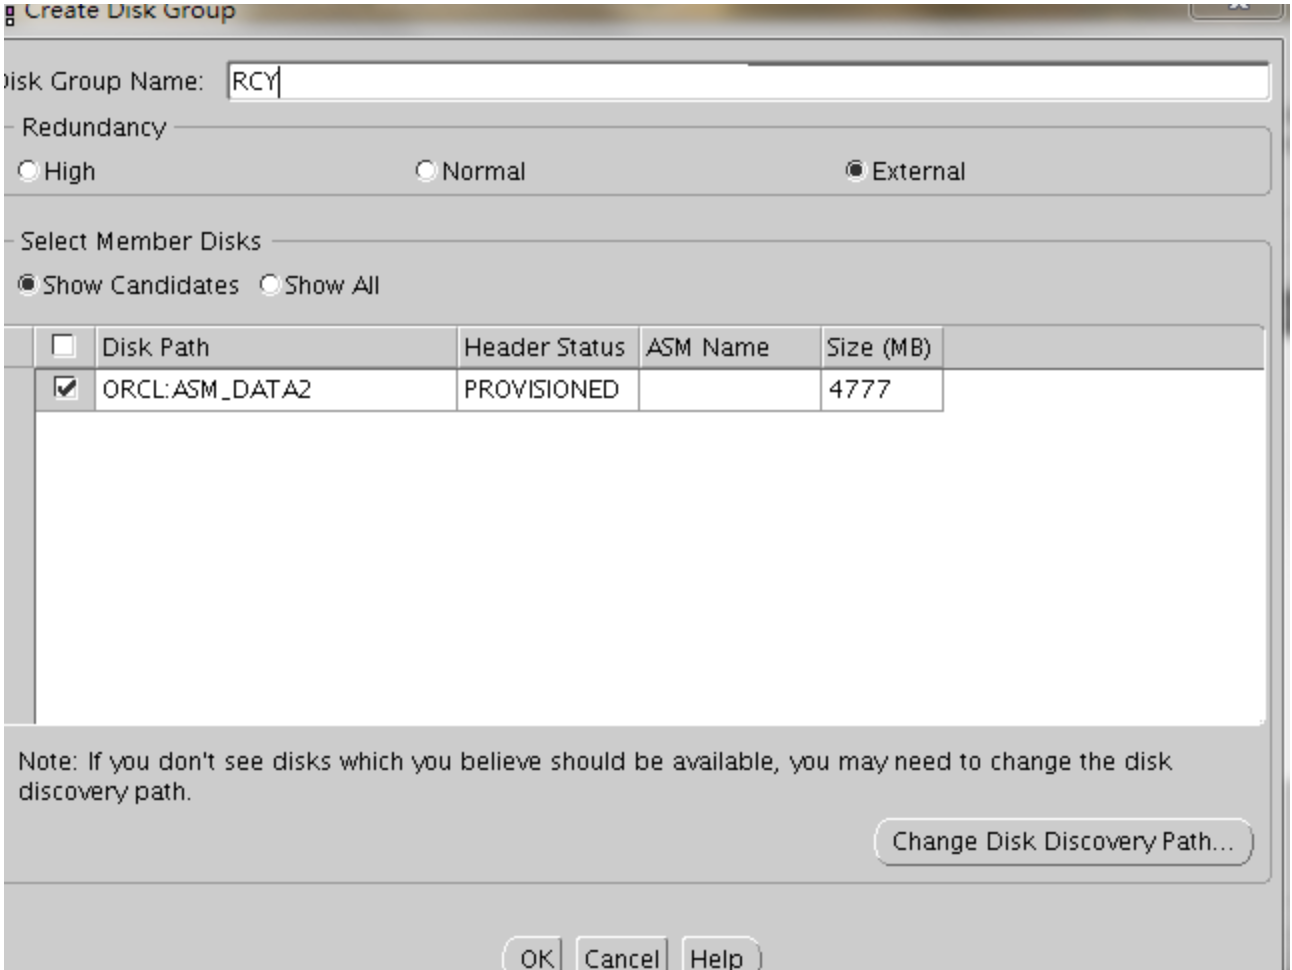 Create Disk Group
Disk Group Name: RCY
Redundancy
High Normal External
Select Member Disks
Show Candidates Show All
Disk Path Header Status ASM Name Size (MB)
ORCL:ASM_DATA2 PROVISIONED 4777
Note: If you don't see disks which you believe should be available, you may need to change the disk
discovery path.
Change Disk Discovery Path...
OK Cancel Help